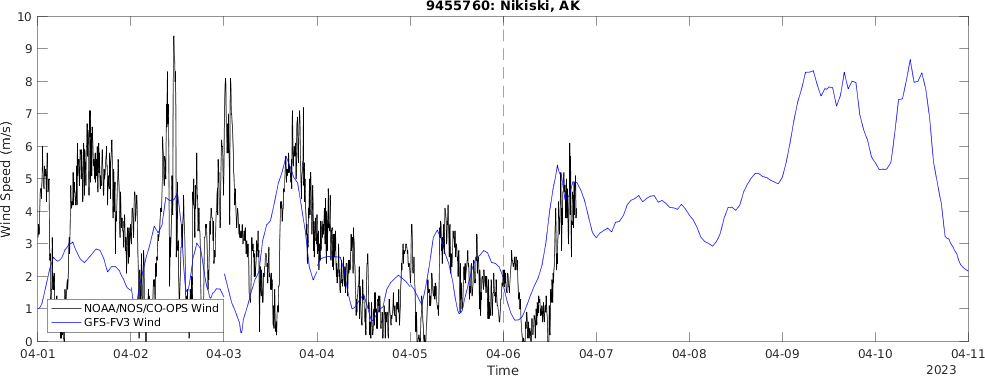 9455760: Nikiski, AK
10
9
8
7
6
5
4
3
2
1
0
Wind Speed (m/s)
NOAA/NOS/CO-OPS Wind
GFS-FV3 Wind
04-01 04-02 04-03 04-04 04-05 04-06 04-07 04-08 04-09 04-10 04-11
Time
2023